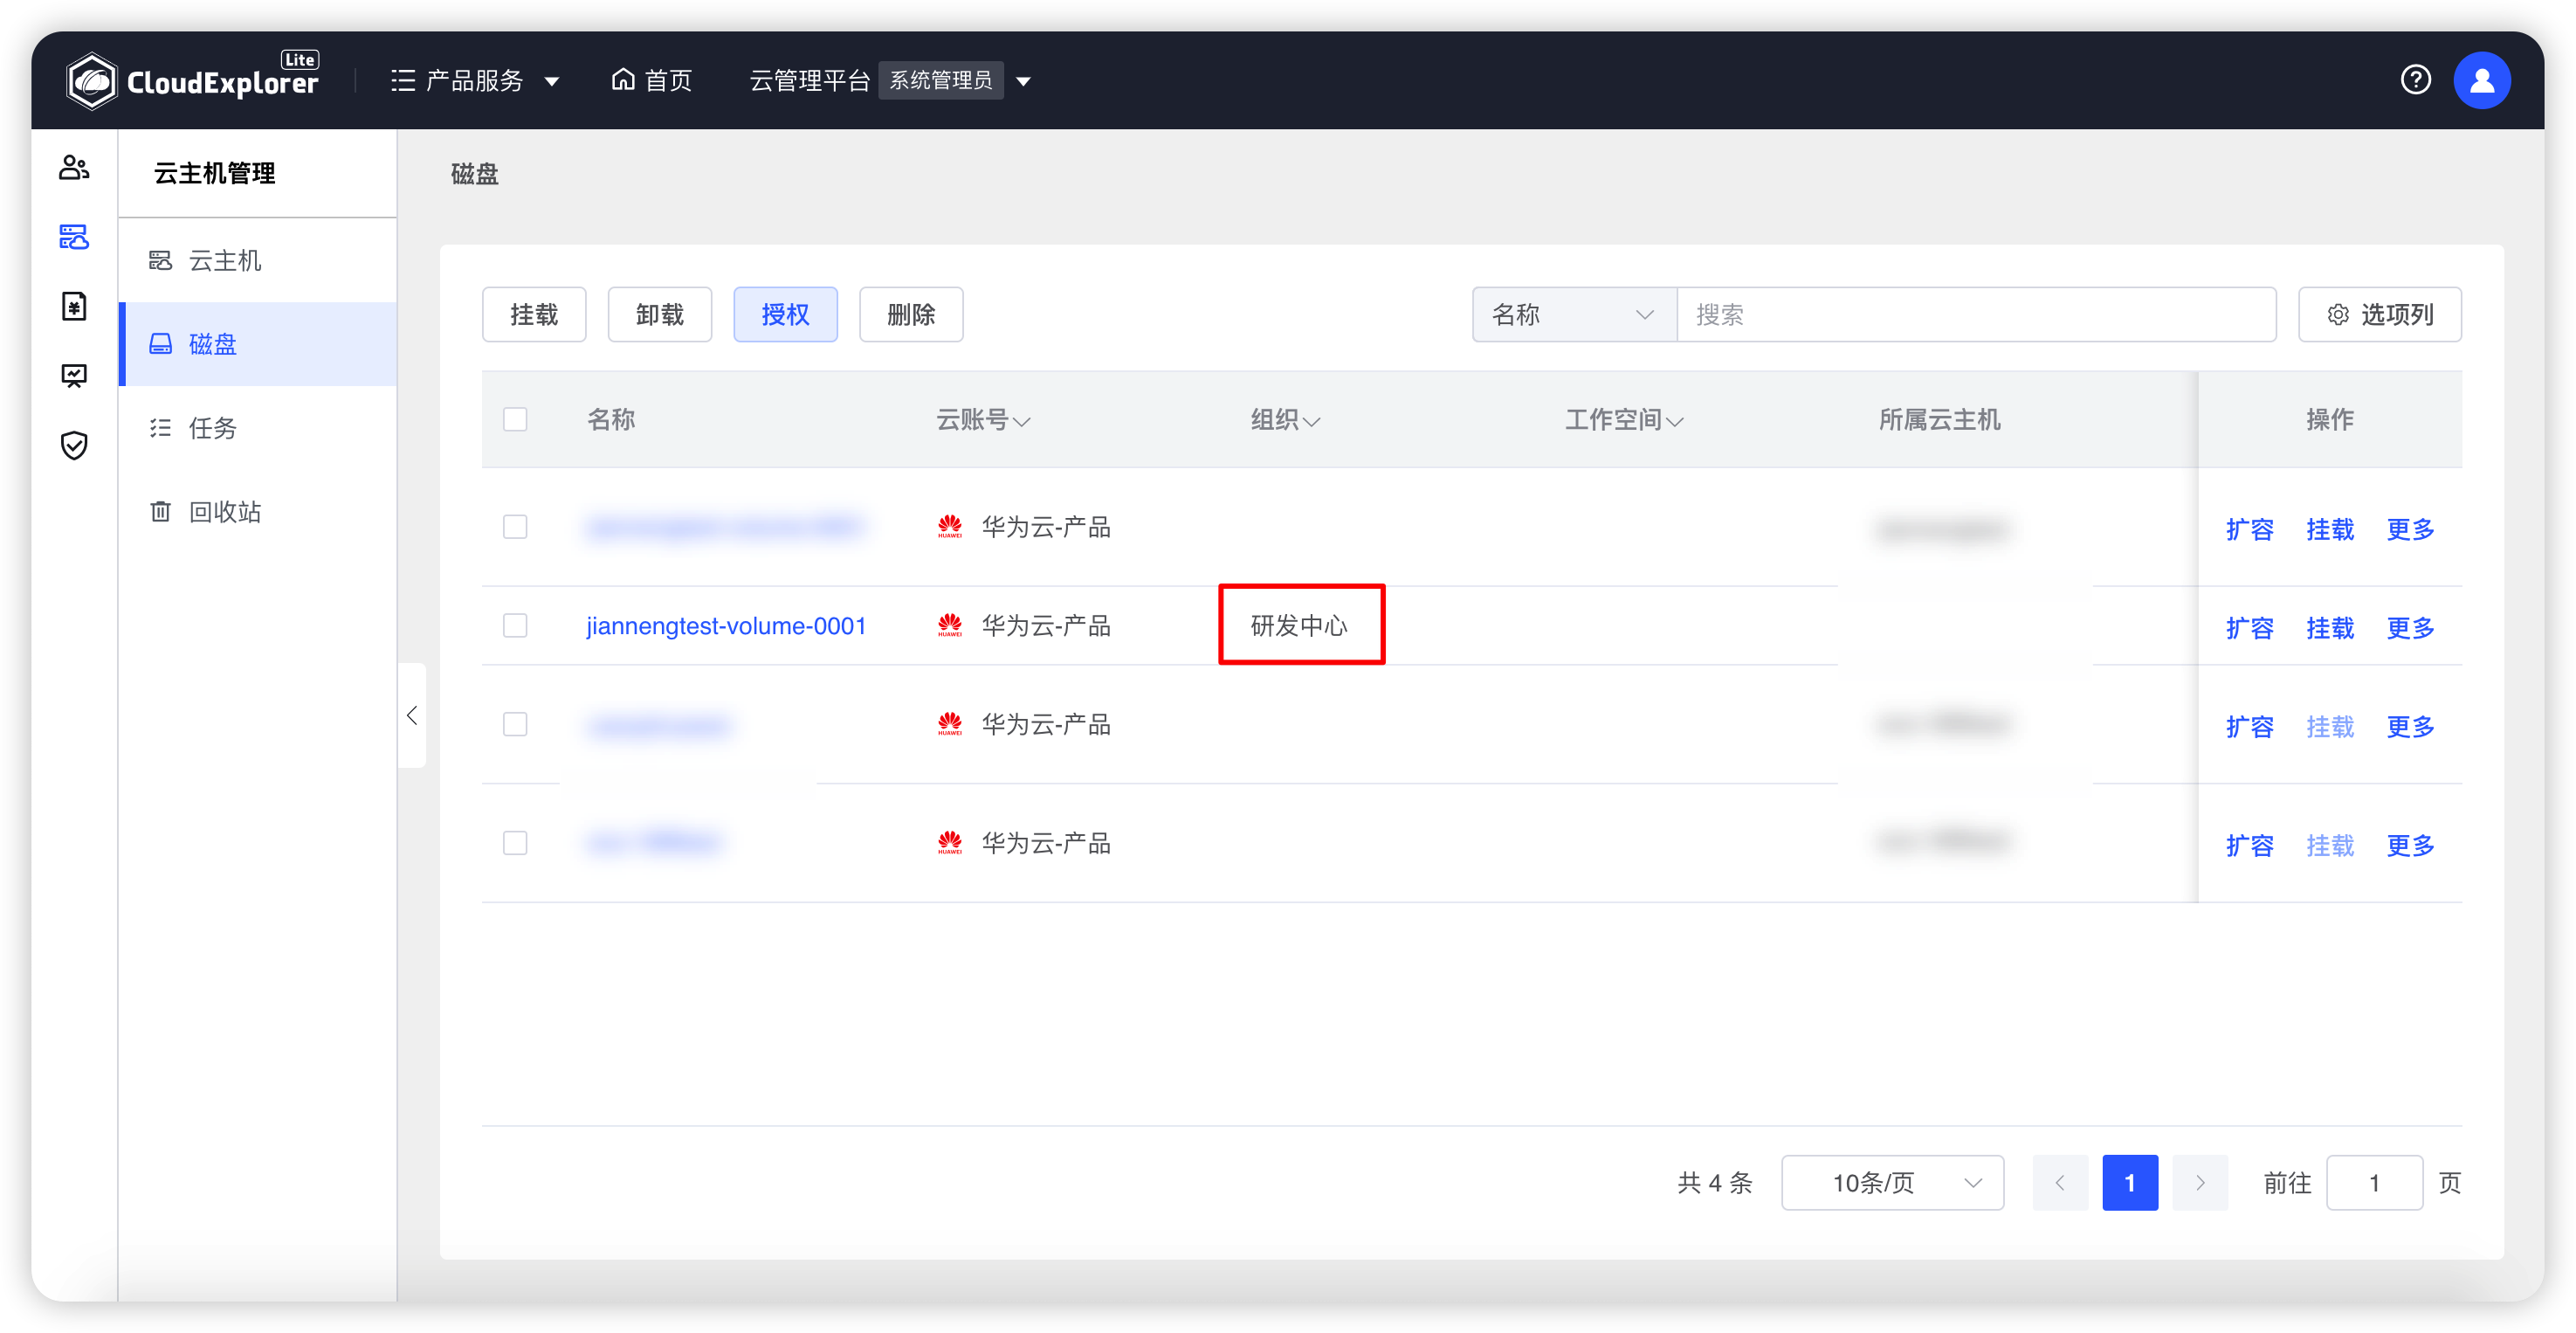 CloudExplorer Lite 产品服务 首页 云管理平台 系统管理员
云主机管理
云主机
磁盘
任务
回收站
磁盘
挂载 卸载 授权 删除 名称 搜索 选项列
名称 云账号 组织 工作空间 所属云主机 操作
HUAWEI 华为云-产品 扩容 挂载 更多
jiannengtest-volume-0001 HUAWEI 华为云-产品 研发中心 扩容 挂载 更多
HUAWEI 华为云-产品 扩容 挂载 更多
HUAWEI 华为云-产品 扩容 挂载 更多
共 4 条 10条/页 1 前往 1 页